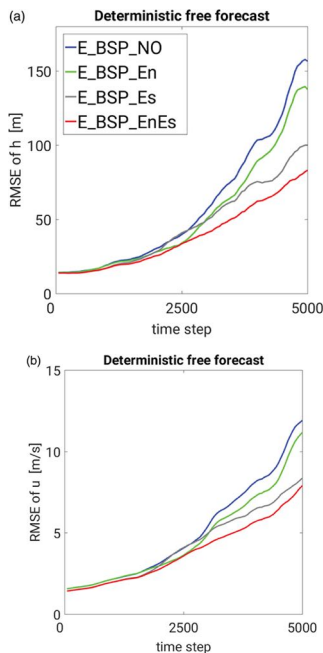 (a)
Deterministic free forecast
E_BSP_NO
E_BSP_En
E_BSP_Es
E_BSP_EnEs
RMSE of h [m]
150
100
50
0
0
2500
5000
time step
(b)
Deterministic free forecast
RMSE of u [m/s]
15
10
5
0
0
2500
5000
time step